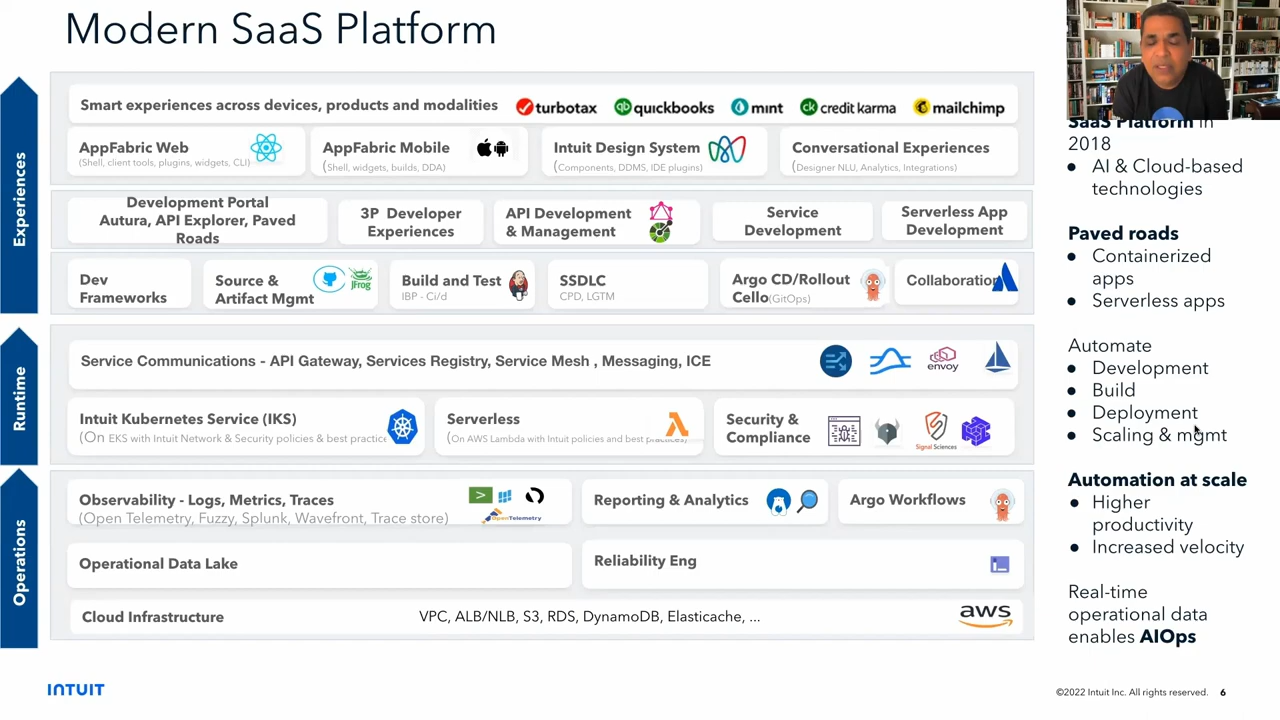 Modern SaaS Platform
Experiences
Smart experiences across devices, products and modalities
turbotax
quickbooks
mint
credit karma
mailchimp
AppFabric Web
(Shell, client tools, plugins, widgets, CLI)
AppFabric Mobile
(Shell, widgets, builds, DDA)
Intuit Design System
(Components, DDMS, IDE plugins)
Conversational Experiences
(Designer NLU, Analytics, Integrations)
Development Portal
Autura, API Explorer, Paved
Roads
3P Developer
Experiences
API Development
& Management
Service
Development
Serverless App
Development
Dev
Frameworks
Source &
Artifact Mgmt
JFrog
Build and Test
IBP - Ci/d
SSDLC
CPD, LGTM
Argo CD/Rollout
Cello(GitOps)
Collaboration
Runtime
Service Communications - API Gateway, Services Registry, Service Mesh , Messaging, ICE
envoy
Intuit Kubernetes Service (IKS)
(On EKS with Intuit Network & Security policies & best practice
Serverless
(On AWS Lambda with Intuit policies and best practices)
Security &
Compliance
Signal Sciences
Operations
Observability - Logs, Metrics, Traces
(Open Telemetry, Fuzzy, Splunk, Wavefront, Trace store)
>
OpenTelemetry
Reporting & Analytics
Argo Workflows
Operational Data Lake
Reliability Eng
Cloud Infrastructure
VPC, ALB/NLB, S3, RDS, DynamoDB, Elasticache, ...
aws
SaaS Platform in
2018
● AI & Cloud-based
technologies
Paved roads
● Containerized
apps
● Serverless apps
Automate
● Development
● Build
● Deployment
● Scaling & mgmt
Automation at scale
● Higher
productivity
● Increased velocity
Real-time
operational data
enables AIOps
INTUIT
©2022 Intuit Inc. All rights reserved. 6